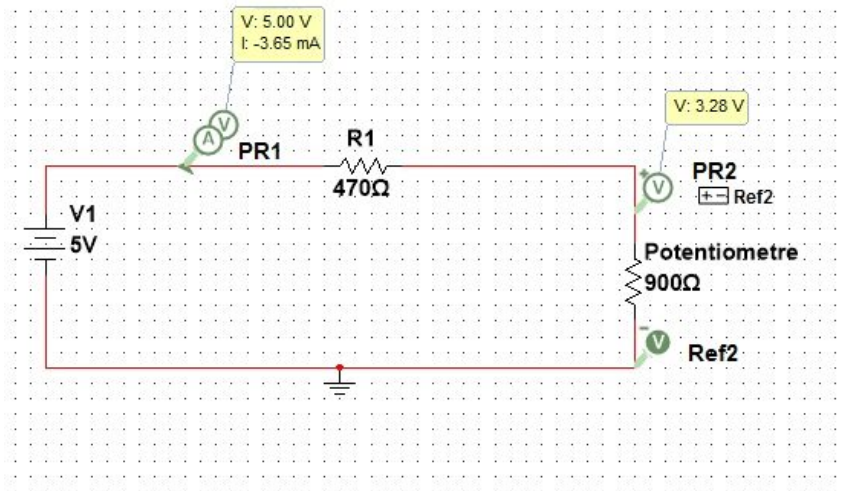 V: 5.00 V
I: -3.65 mA
V: 3.28 V
A
V
PR1
R1
470Ω
+
V
PR2
+ -
Ref2
V1
5V
Potentiometre
900Ω
-
V
Ref2